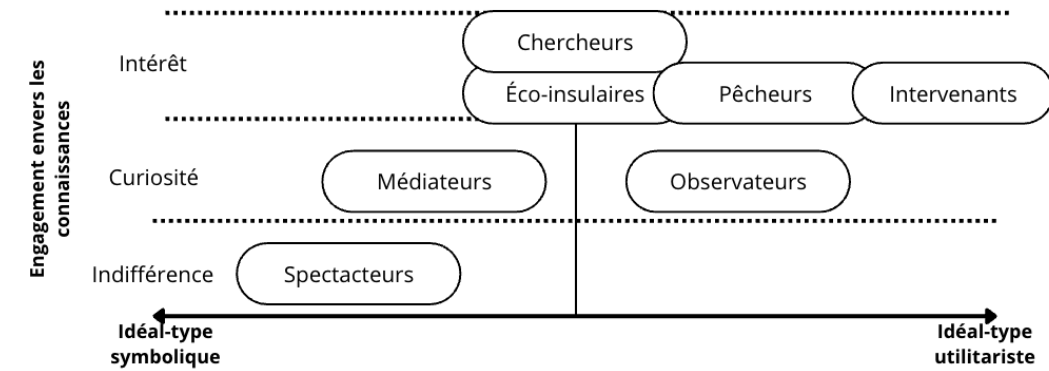 Engagement envers les
connaissances
Intérêt
Chercheurs
Éco-insulaires
Pêcheurs
Intervenants
Curiosité
Médiateurs
Observateurs
Indifférence
Spectacteurs
Idéal-type
symbolique
Idéal-type
utilitariste